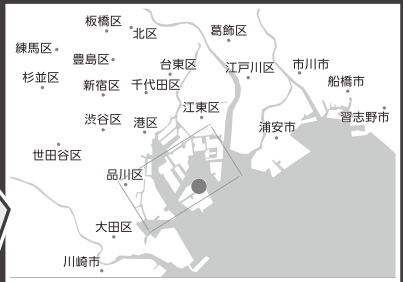 板橋区
北区
葛飾区
練馬区
豊島区
台東区
江戸川区
市川市
杉並区
新宿区
千代田区
船橋市
渋谷区
港区
江東区
浦安市
習志野市
世田谷区
品川区
大田区
川崎市